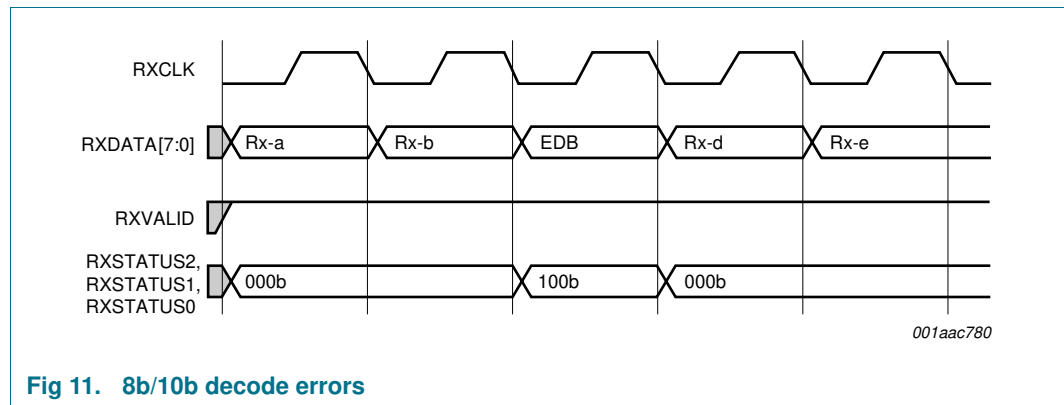 RXCLK
RXDATA[7:0] Rx-a Rx-b EDB Rx-d Rx-e
RXVALID
RXSTATUS2,
RXSTATUS1,
RXSTATUS0
000b 100b 000b
001aac780
Fig 11. 8b/10b decode errors